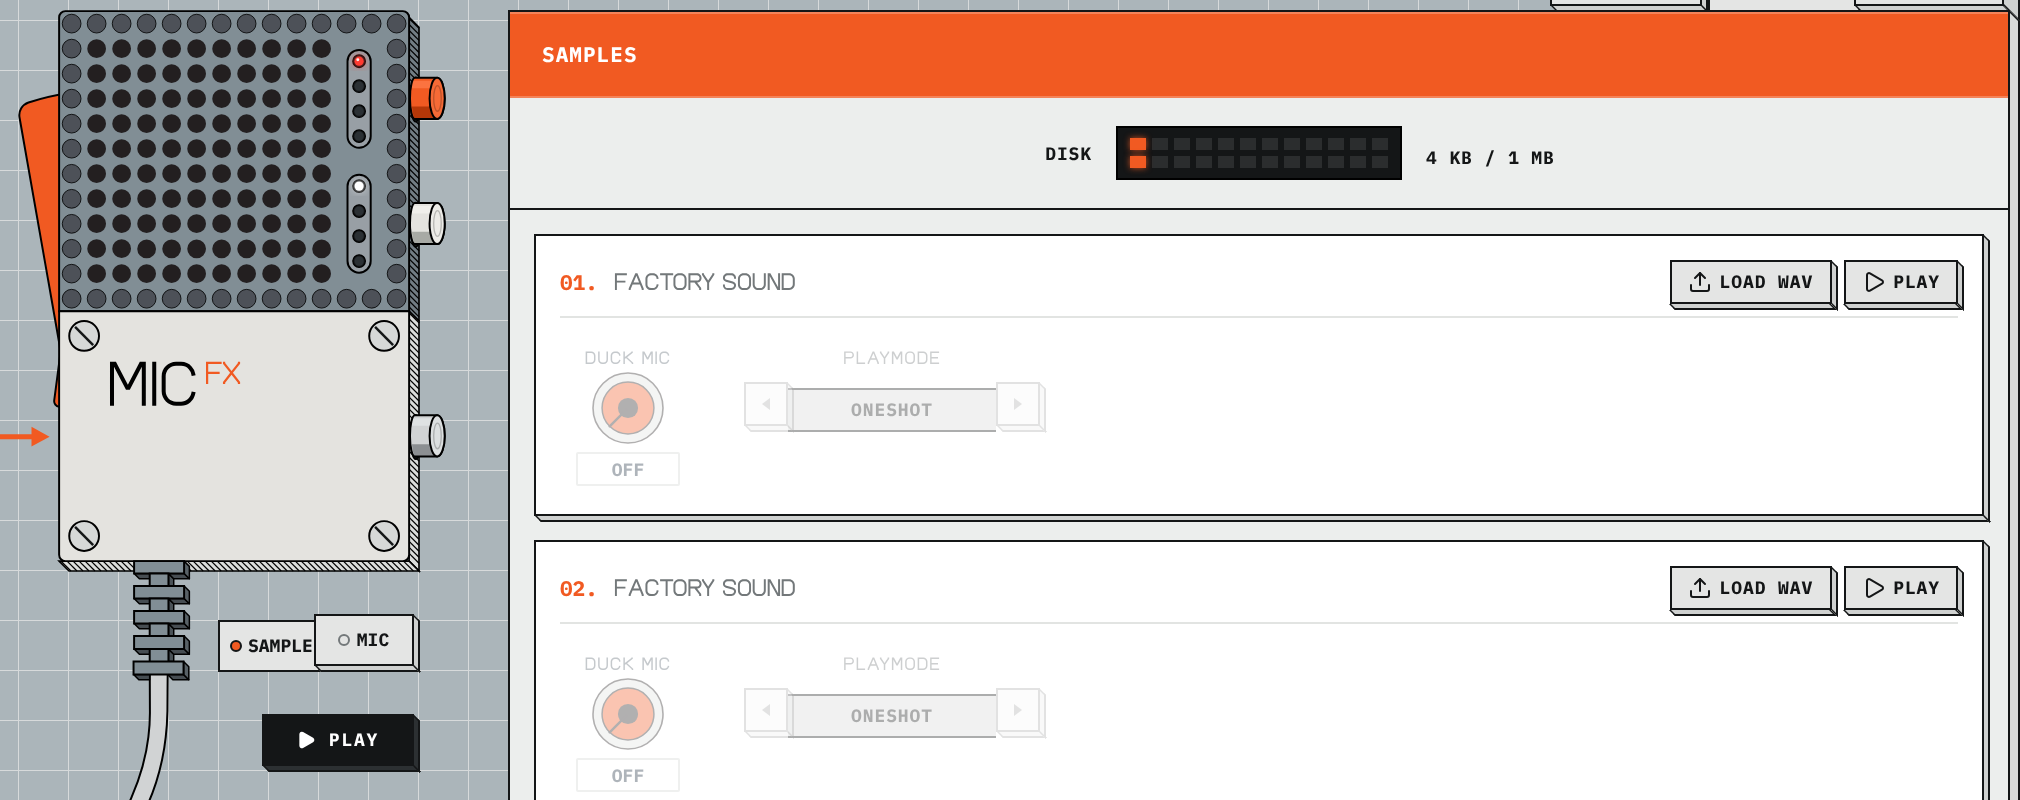 MIC FX
SAMPLE
MIC
PLAY
SAMPLES
DISK
4 KB / 1 MB
01. FACTORY SOUND
LOAD WAV
PLAY
DUCK MIC
PLAYMODE
ONESHOT
OFF
02. FACTORY SOUND
LOAD WAV
PLAY
DUCK MIC
PLAYMODE
ONESHOT
OFF